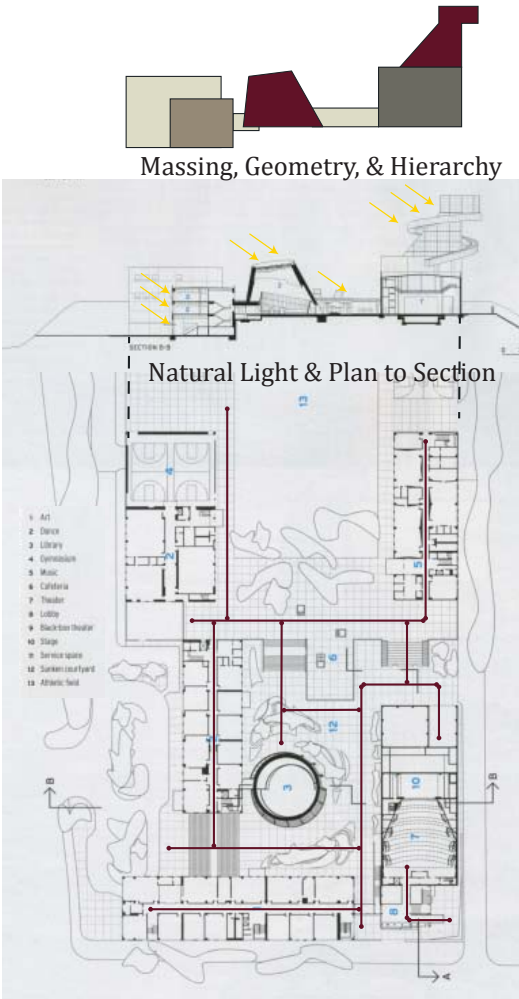 Massing, Geometry, & Hierarchy
SECTION B-B
Natural Light & Plan to Section
13
4
1 Art
2 Dance
3 Library
4 Gymnasium
5 Music
6 Cafeteria
7 Theater
8 Lobby
9 Black-box theater
10 Stage
11 Service space
12 Sunken courtyard
13 Athletic field
2
5
6
12
B
B
3
10
7
8
A